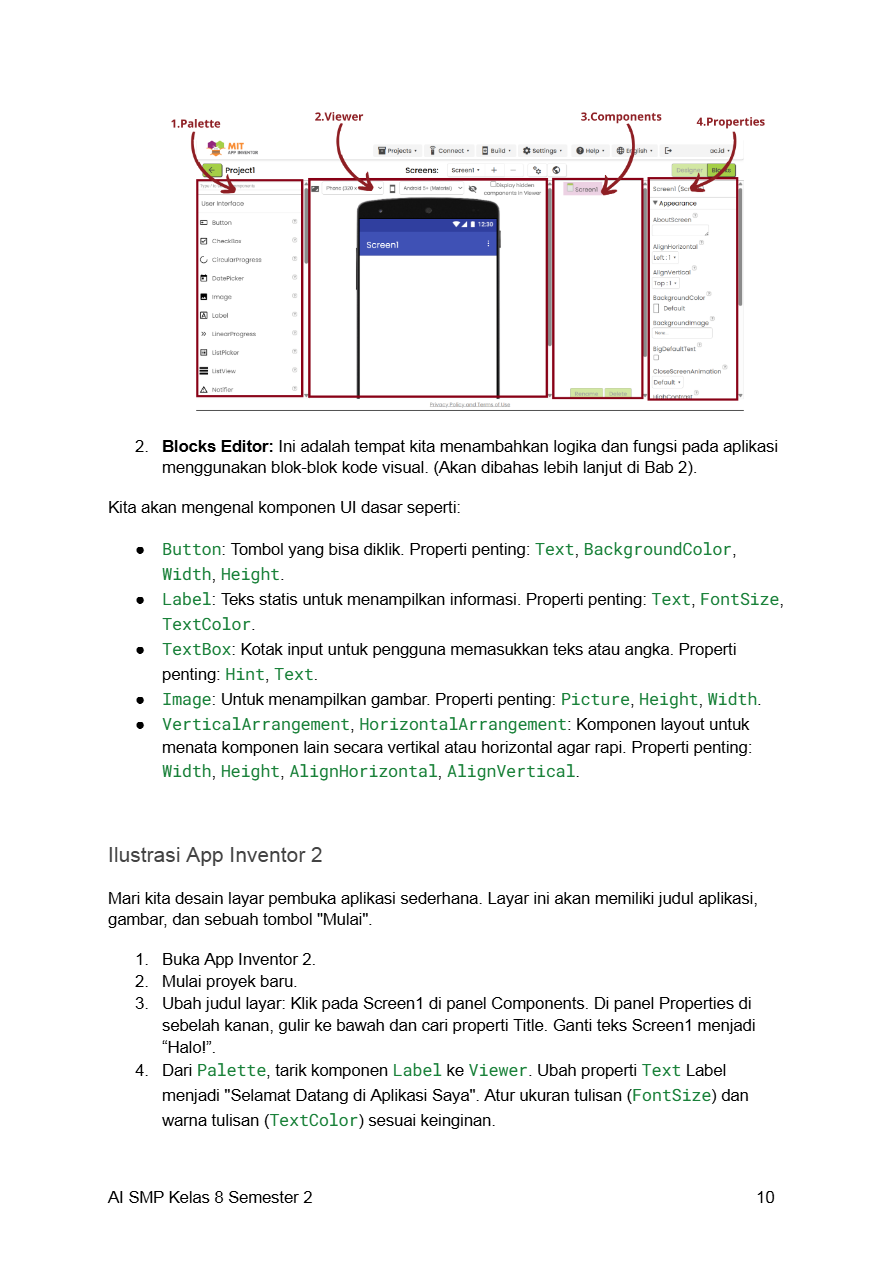 1.Palette
2.Viewer
3.Components
4.Properties
MIT
APP INVENTOR
Projects
Connect
Build
Settings
Help
English
ac.id
Project1
Screens:
Screen1
Designer
Blocks
Phone (320 x
Android 5+ (Material)
Display hidden
components in Viewer
Screen1
Screen1 (Sc
User Interface
Button
CheckBox
CircularProgress
DatePicker
Image
Label
LinearProgress
ListPicker
ListView
Notifier
12:30
Screen1
Rename
Delete
Appearance
AboutScreen
AlignHorizontal
Left : 1
AlignVertical
Top : 1
BackgroundColor
Default
BackgroundImage
None...
BigDefaultText
CloseScreenAnimation
Default
HighContrast
Privacy Policy and Terms of Use
2. Blocks Editor: Ini adalah tempat kita menambahkan logika dan fungsi pada aplikasi
menggunakan blok-blok kode visual. (Akan dibahas lebih lanjut di Bab 2).
Kita akan mengenal komponen UI dasar seperti:
● Button: Tombol yang bisa diklik. Properti penting: Text, BackgroundColor,
Width, Height.
● Label: Teks statis untuk menampilkan informasi. Properti penting: Text, FontSize,
TextColor.
● TextBox: Kotak input untuk pengguna memasukkan teks atau angka. Properti
penting: Hint, Text.
● Image: Untuk menampilkan gambar. Properti penting: Picture, Height, Width.
● VerticalArrangement, HorizontalArrangement: Komponen layout untuk
menata komponen lain secara vertikal atau horizontal agar rapi. Properti penting:
Width, Height, AlignHorizontal, AlignVertical.
Ilustrasi App Inventor 2
Mari kita desain layar pembuka aplikasi sederhana. Layar ini akan memiliki judul aplikasi,
gambar, dan sebuah tombol "Mulai".
1. Buka App Inventor 2.
2. Mulai proyek baru.
3. Ubah judul layar: Klik pada Screen1 di panel Components. Di panel Properties di
sebelah kanan, gulir ke bawah dan cari properti Title. Ganti teks Screen1 menjadi
“Halo!”.
4. Dari Palette, tarik komponen Label ke Viewer. Ubah properti Text Label
menjadi "Selamat Datang di Aplikasi Saya". Atur ukuran tulisan (FontSize) dan
warna tulisan (TextColor) sesuai keinginan.
AI SMP Kelas 8 Semester 2
10